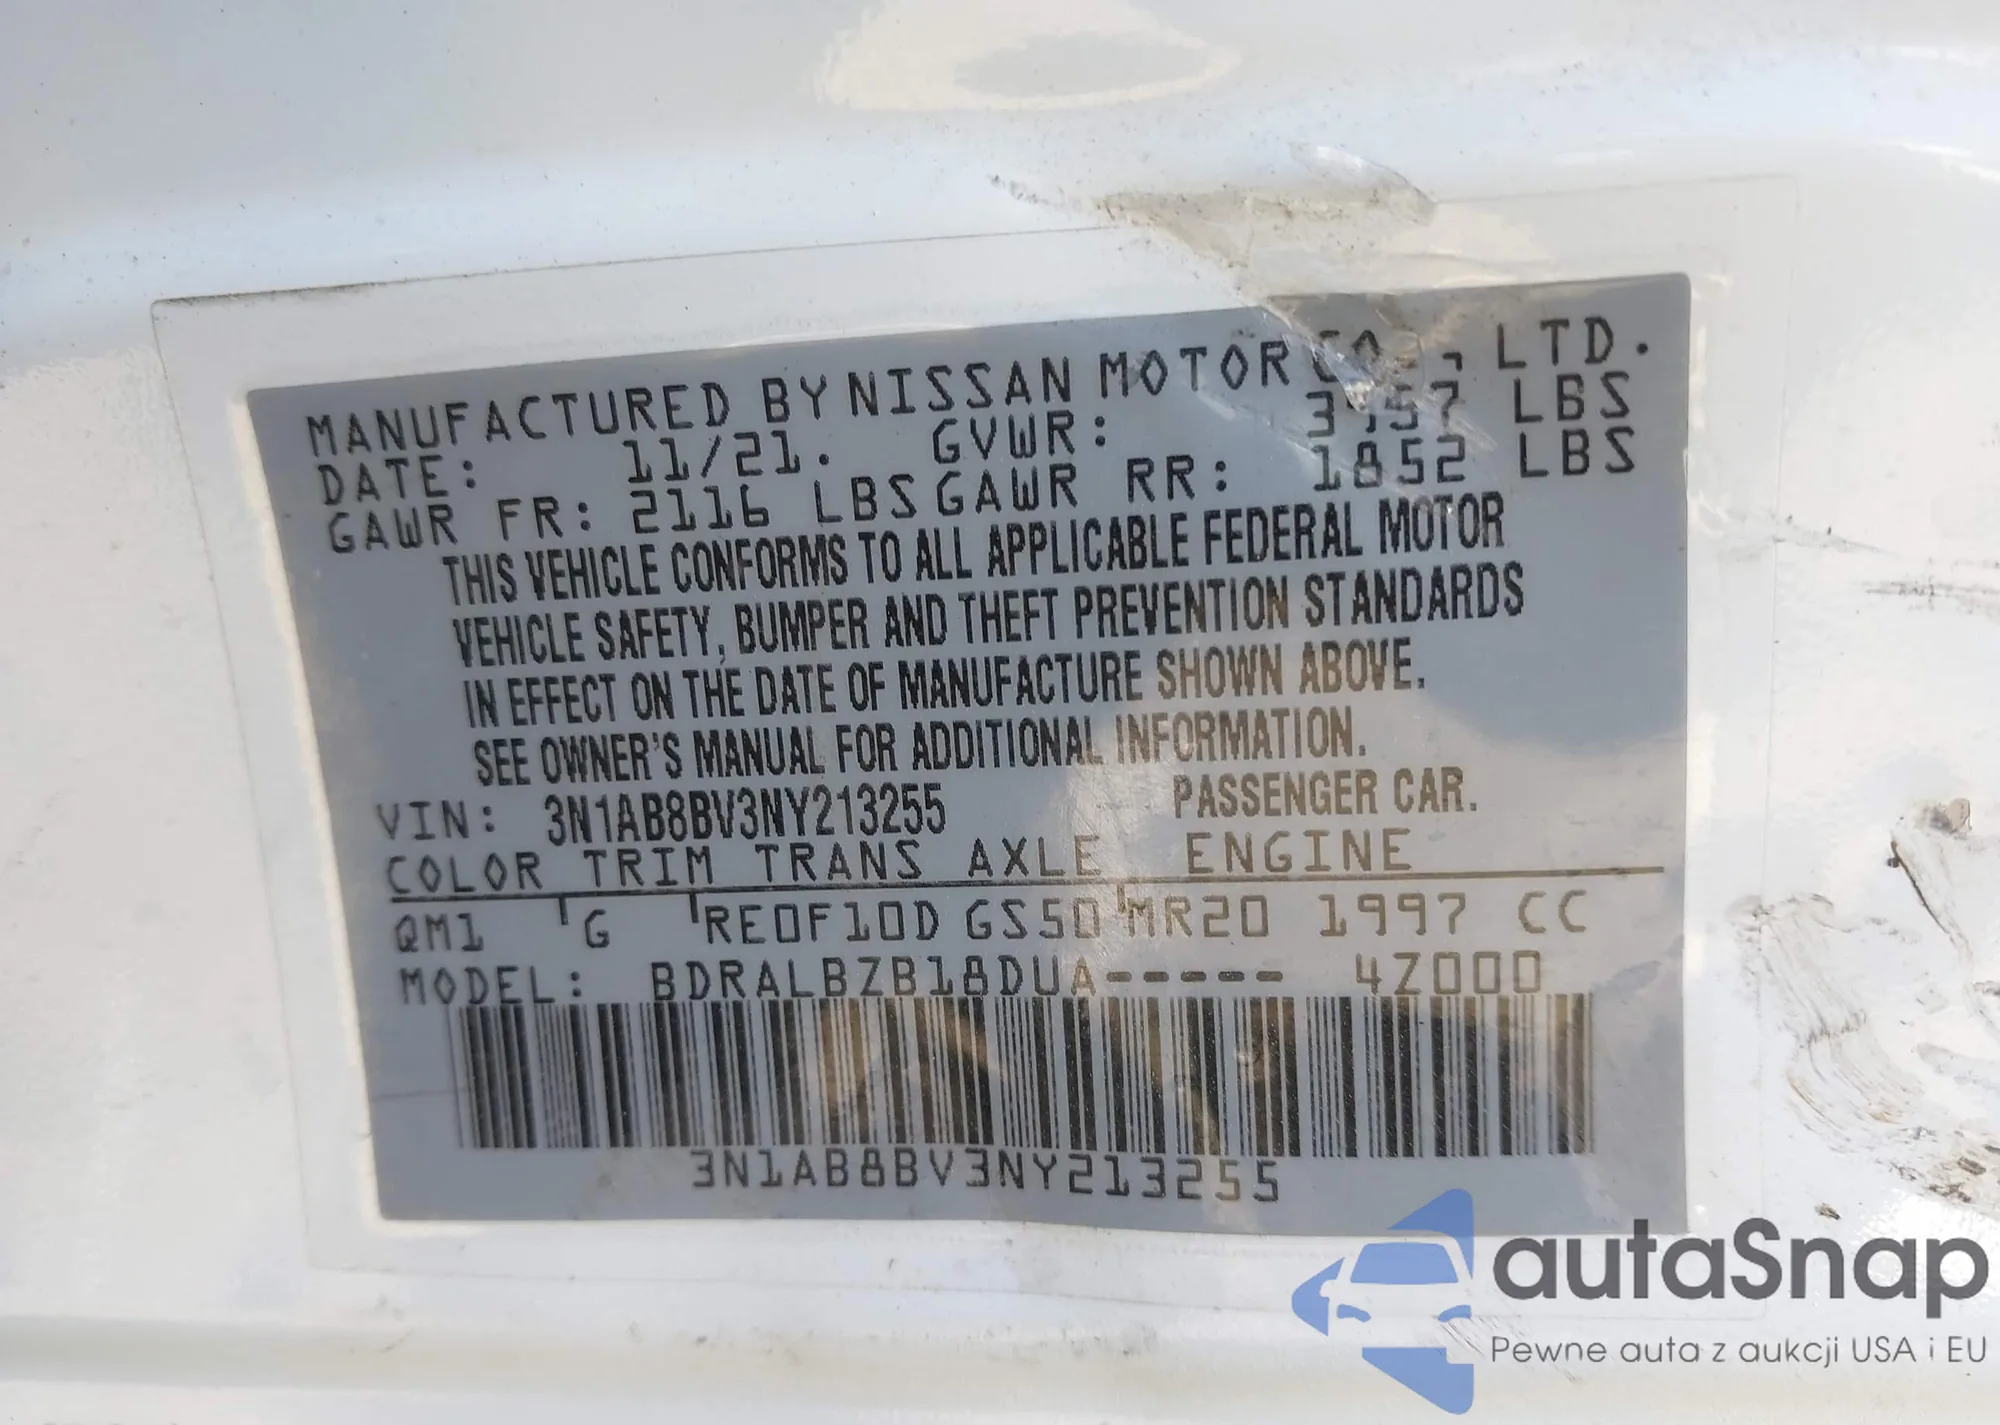 MANUFACTURED BY NISSAN MOTOR CO., LTD.
DATE: 11/21. GVWR: LBS
GAWR FR: 2116 LBS GAWR RR: 1852 LBS
THIS VEHICLE CONFORMS TO ALL APPLICABLE FEDERAL MOTOR
VEHICLE SAFETY, BUMPER AND THEFT PREVENTION STANDARDS
IN EFFECT ON THE DATE OF MANUFACTURE SHOWN ABOVE.
SEE OWNER'S MANUAL FOR ADDITIONAL INFORMATION.
VIN: 3N1AB8BV3NY213255 PASSENGER CAR.
COLOR TRIM TRANS AXLE ENGINE
QM1 G RE0F10D GS50 MR20 1997 CC
MODEL: BDRALBZB18DUA----- 4Z000
3N1AB8BV3NY213255
autaSnap
Pewne auta z aukcji USA i EU